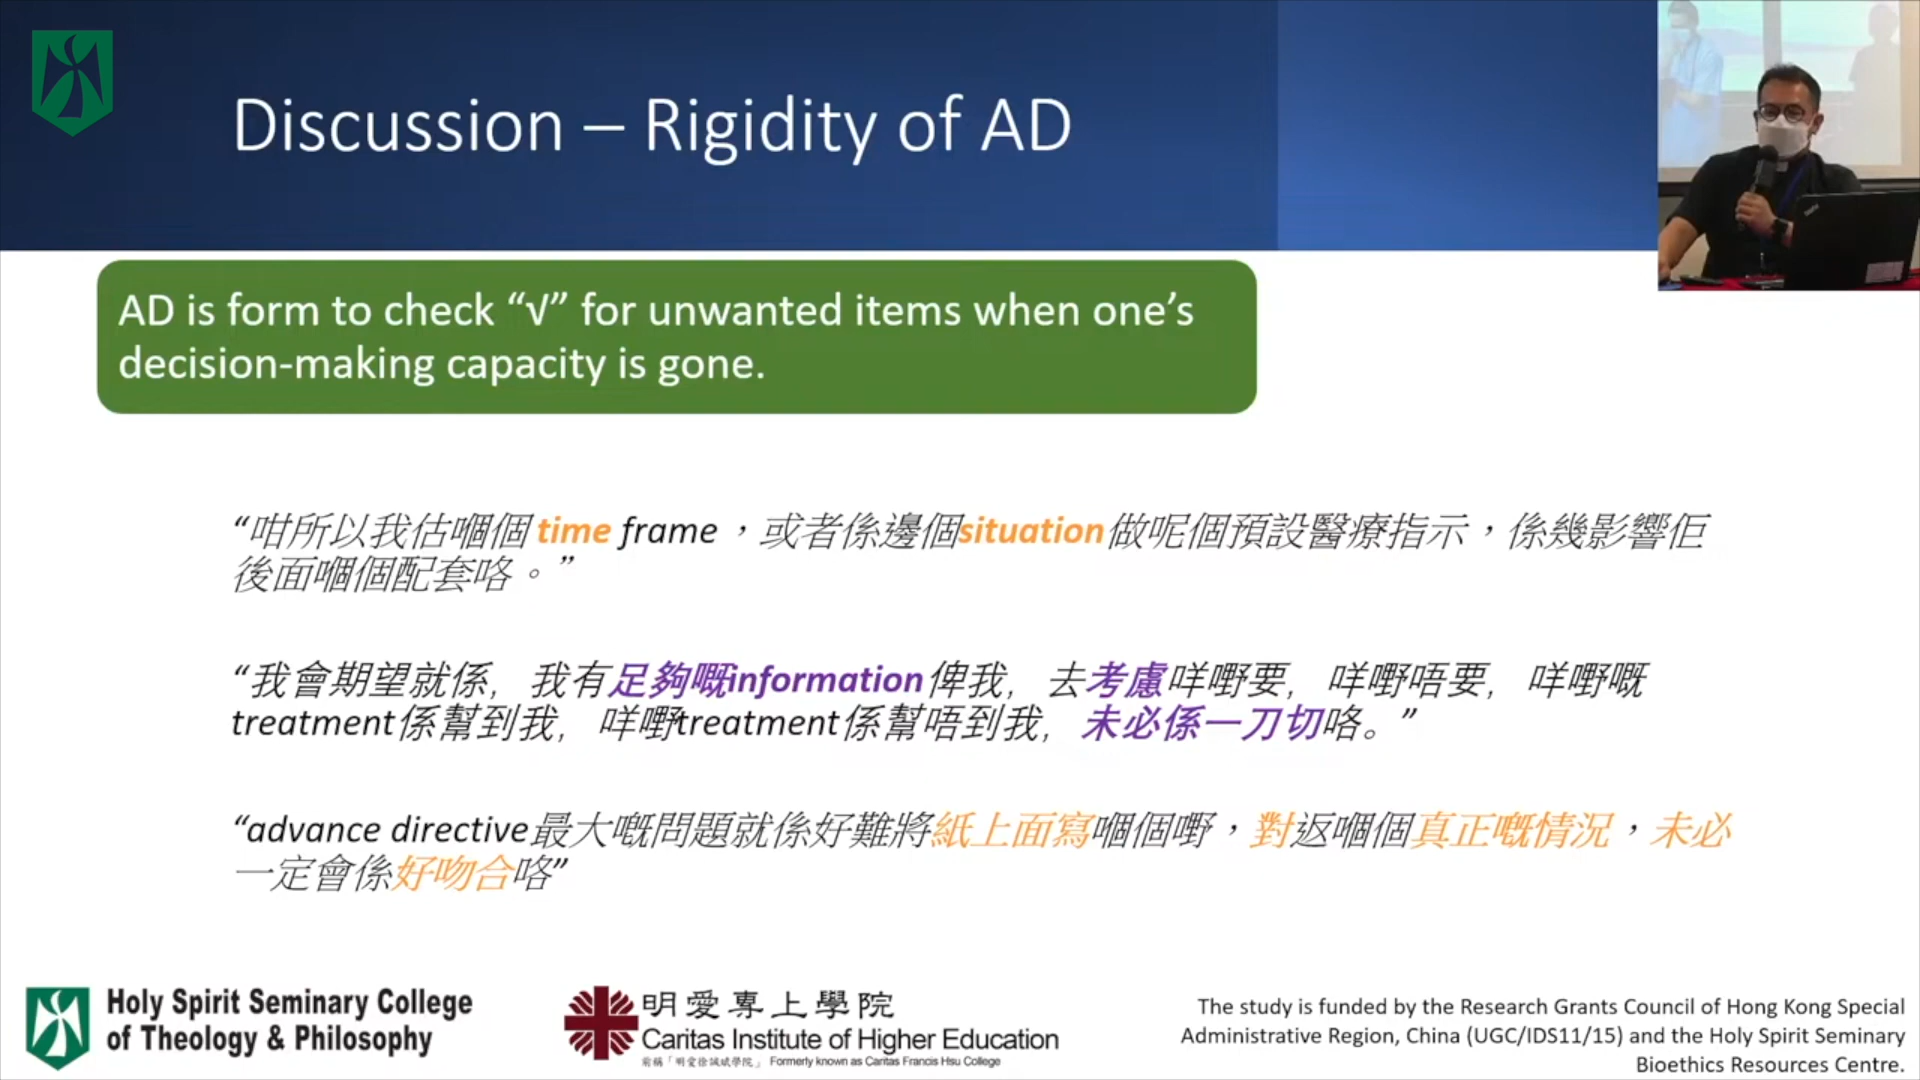 Discussion – Rigidity of AD
AD is form to check “√” for unwanted items when one’s
decision-making capacity is gone.
“咁所以我估嗰個 time frame，或者係邊個situation做呢個預設醫療指示，係幾影響佢
後面嗰個配套咯。”
“我會期望就係，我有足夠嘅information俾我，去考慮咩嘢要，咩嘢唔要，咩嘢嘅
treatment係幫到我，咩嘢treatment係幫唔到我，未必係一刀切咯。”
“advance directive最大嘅問題就係好難將紙上面寫嗰個嘢，對返嗰個真正嘅情況，未必
一定會係好吻合咯”
Holy Spirit Seminary College
of Theology & Philosophy
明愛專上學院
Caritas Institute of Higher Education
前稱「明愛徐誠斌學院」 Formerly known as Caritas Francis Hsu College
The study is funded by the Research Grants Council of Hong Kong Special
Administrative Region, China (UGC/IDS11/15) and the Holy Spirit Seminary
Bioethics Resources Centre.